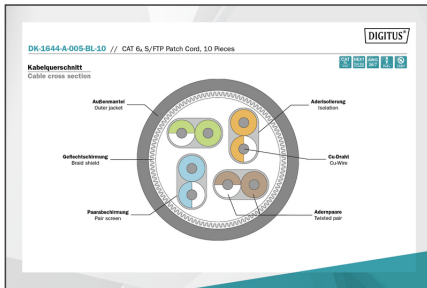 DIGITUS
DK-1644-A-005-BL-10 // CAT 6A S/FTP Patch Cord, 10 Pieces
Kabelquerschnitt
Cable cross section
Außenmantel
Outer jacket
Geflechtschirmung
Braid shield
Paarabschirmung
Pair screen
Aderisolierung
Isolation
Cu-Draht
Cu-Wire
Adernpaare
Twisted pair